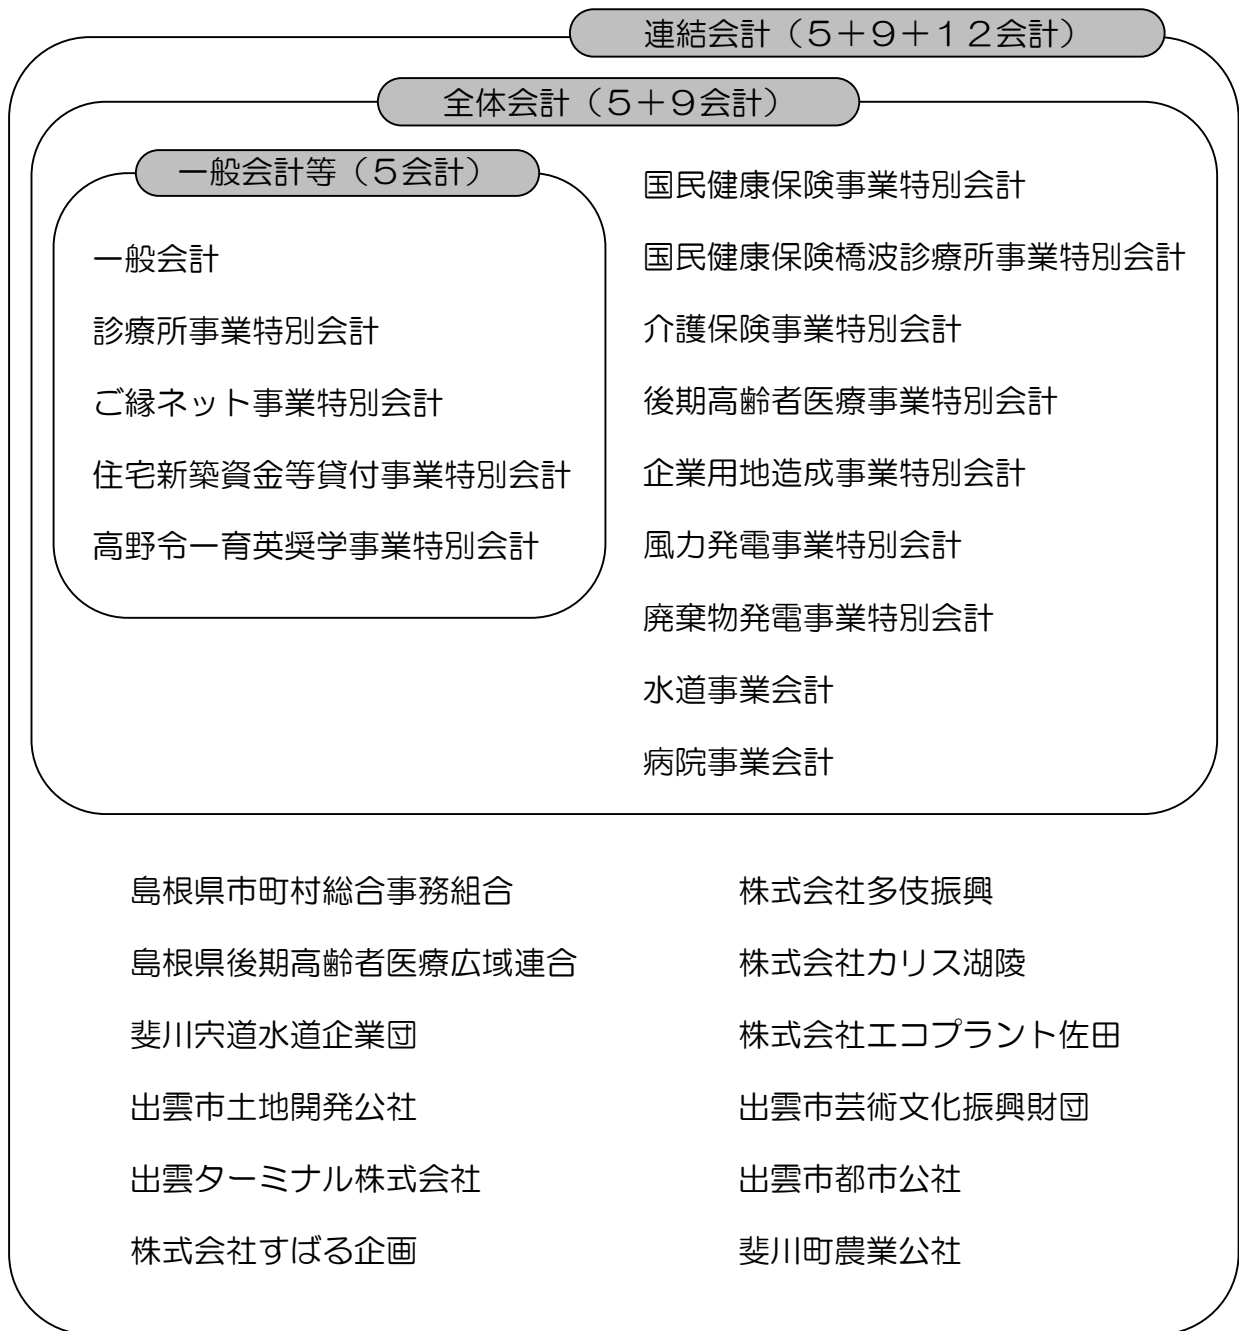 連結会計（５＋９＋１２会計）
全体会計（５＋９会計）
一般会計等（５会計）
一般会計
診療所事業特別会計
ご縁ネット事業特別会計
住宅新築資金等貸付事業特別会計
高野令一育英奨学事業特別会計
国民健康保険事業特別会計
国民健康保険橋波診療所事業特別会計
介護保険事業特別会計
後期高齢者医療事業特別会計
企業用地造成事業特別会計
風力発電事業特別会計
廃棄物発電事業特別会計
水道事業会計
病院事業会計
島根県市町村総合事務組合
島根県後期高齢者医療広域連合
斐川宍道水道企業団
出雲市土地開発公社
出雲ターミナル株式会社
株式会社すばる企画
株式会社多伎振興
株式会社カリス湖陵
株式会社エコプラント佐田
出雲市芸術文化振興財団
出雲市都市公社
斐川町農業公社